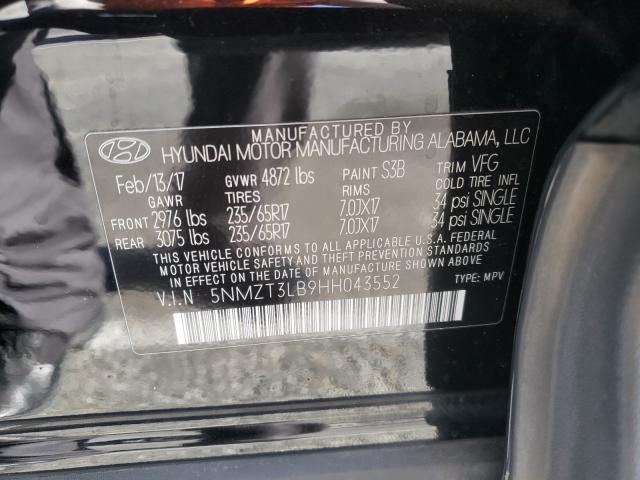 MANUFACTURED BY
HYUNDAI MOTOR MANUFACTURING ALABAMA, LLC
Feb/13/17 GVWR 4872 lbs PAINT S3B TRIM VFG
GAWR TIRES RIMS COLD TIRE INFL
FRONT 2976 lbs 235/65R17 7.0JX17 34 psi SINGLE
REAR 3075 lbs 235/65R17 7.0JX17 34 psi SINGLE
THIS VEHICLE CONFORMS TO ALL APPLICABLE U.S.A. FEDERAL
MOTOR VEHICLE SAFETY AND THEFT PREVENTION STANDARDS
IN EFFECT ON THE DATE OF MANUFACTURE SHOWN ABOVE.
V.I.N 5NMZT3LB9HH043552 TYPE: MPV